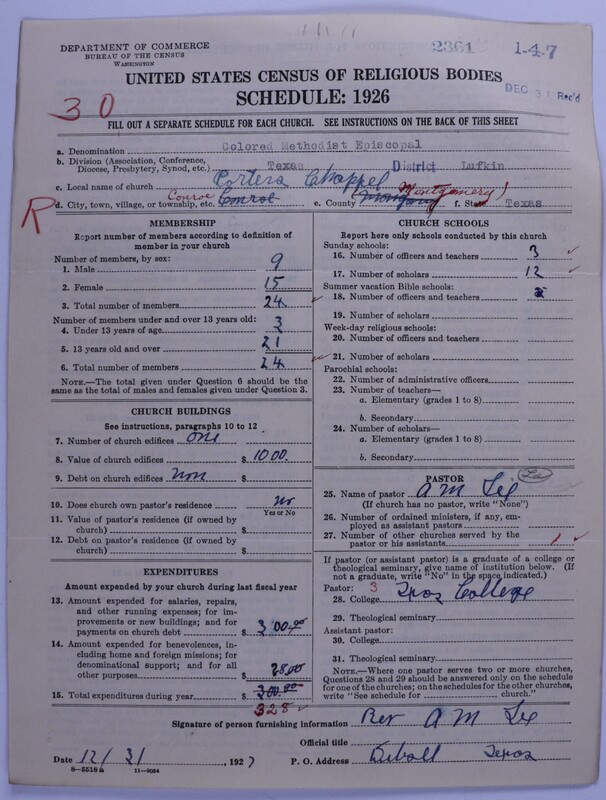 DEPARTMENT OF COMMERCE
BUREAU OF THE CENSUS
WASHINGTON
2361
1-4-7
UNITED STATES CENSUS OF RELIGIOUS BODIES
DEC 31 Rec'd
SCHEDULE: 1926
30
FILL OUT A SEPARATE SCHEDULE FOR EACH CHURCH. SEE INSTRUCTIONS ON THE BACK OF THIS SHEET
a. Denomination Colored Methodist Episcopal
b. Division (Association, Conference, Diocese, Presbytery, Synod, etc.) Texas District Lufkin
c. Local name of church Porters Chappel
R
d. City, town, village, or township, etc. Conroe Conroe e. County Montgomery f. State Texas
MEMBERSHIP
Report number of members according to definition of
member in your church
Number of members, by sex:
1. Male 9
2. Female 15
3. Total number of members 24
Number of members under and over 13 years old:
4. Under 13 years of age 3
5. 13 years old and over 21
6. Total number of members 24
NOTE.—The total given under Question 6 should be the
same as the total of males and females given under Question 3.
CHURCH BUILDINGS
See instructions, paragraphs 10 to 12
7. Number of church edifices one
8. Value of church edifices $ 1000.
9. Debt on church edifices $ Non
10. Does church own pastor's residence? no
Yes or No
11. Value of pastor's residence (if owned by
church) $
12. Debt on pastor's residence (if owned by
church) $
EXPENDITURES
Amount expended by your church during last fiscal year
13. Amount expended for salaries, repairs,
and other running expenses; for im-
provements or new buildings; and for
payments on church debt $ 300.00
14. Amount expended for benevolences, in-
cluding home and foreign missions; for
denominational support; and for all
other purposes $ 28.00
15. Total expenditures during year $ 300.00
328
CHURCH SCHOOLS
Report here only schools conducted by this church
Sunday schools:
16. Number of officers and teachers 3
17. Number of scholars 12
Summer vacation Bible schools:
18. Number of officers and teachers
19. Number of scholars
Week-day religious schools:
20. Number of officers and teachers
21. Number of scholars
Parochial schools:
22. Number of administrative officers
23. Number of teachers—
a. Elementary (grades 1 to 8)
b. Secondary
24. Number of scholars—
a. Elementary (grades 1 to 8)
b. Secondary
PASTOR
Lee
25. Name of pastor A M Lee
(If church has no pastor, write "None")
26. Number of ordained ministers, if any, em-
ployed as assistant pastors
27. Number of other churches served by the
pastor or his assistants 1
If pastor (or assistant pastor) is a graduate of a college or
theological seminary, give name of institution below. (If
not a graduate, write "No" in the space indicated.)
Pastor: 3
28. College Texas College
29. Theological seminary
Assistant pastor:
30. College
31. Theological seminary
NOTE.—Where one pastor serves two or more churches,
Questions 28 and 29 should be answered only on the schedule
for one of the churches; on the schedules for the other churches,
write "See schedule for church."
Signature of person furnishing information Rev A M Lee
Official title
Date 12/31, 1927 P. O. Address Diboll Texas
8-5518a 11-9054